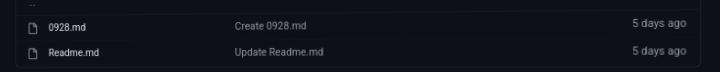 ..
0928.md Create 0928.md 5 days ago
Readme.md Update Readme.md 5 days ago